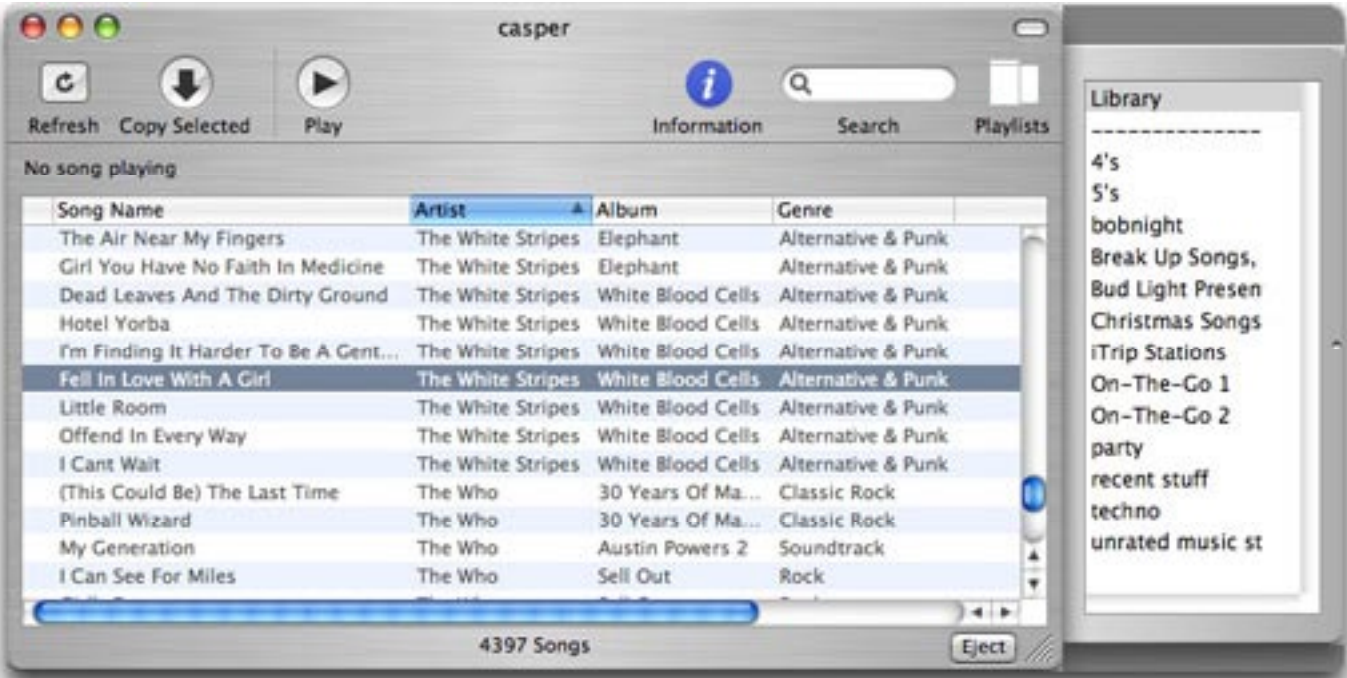 casper
Refresh Copy Selected Play Information Search Playlists
No song playing
Song Name Artist Album Genre
The Air Near My Fingers The White Stripes Elephant Alternative & Punk
Girl You Have No Faith In Medicine The White Stripes Elephant Alternative & Punk
Dead Leaves And The Dirty Ground The White Stripes White Blood Cells Alternative & Punk
Hotel Yorba The White Stripes White Blood Cells Alternative & Punk
I'm Finding It Harder To Be A Gent... The White Stripes White Blood Cells Alternative & Punk
Fell In Love With A Girl The White Stripes White Blood Cells Alternative & Punk
Little Room The White Stripes White Blood Cells Alternative & Punk
Offend In Every Way The White Stripes White Blood Cells Alternative & Punk
I Cant Wait The White Stripes White Blood Cells Alternative & Punk
(This Could Be) The Last Time The Who 30 Years Of Ma... Classic Rock
Pinball Wizard The Who 30 Years Of Ma... Classic Rock
My Generation The Who Austin Powers 2 Soundtrack
I Can See For Miles The Who Sell Out Rock
4397 Songs Eject
Library
---------------
4's
5's
bobnight
Break Up Songs,
Bud Light Presen
Christmas Songs
iTrip Stations
On-The-Go 1
On-The-Go 2
party
recent stuff
techno
unrated music st